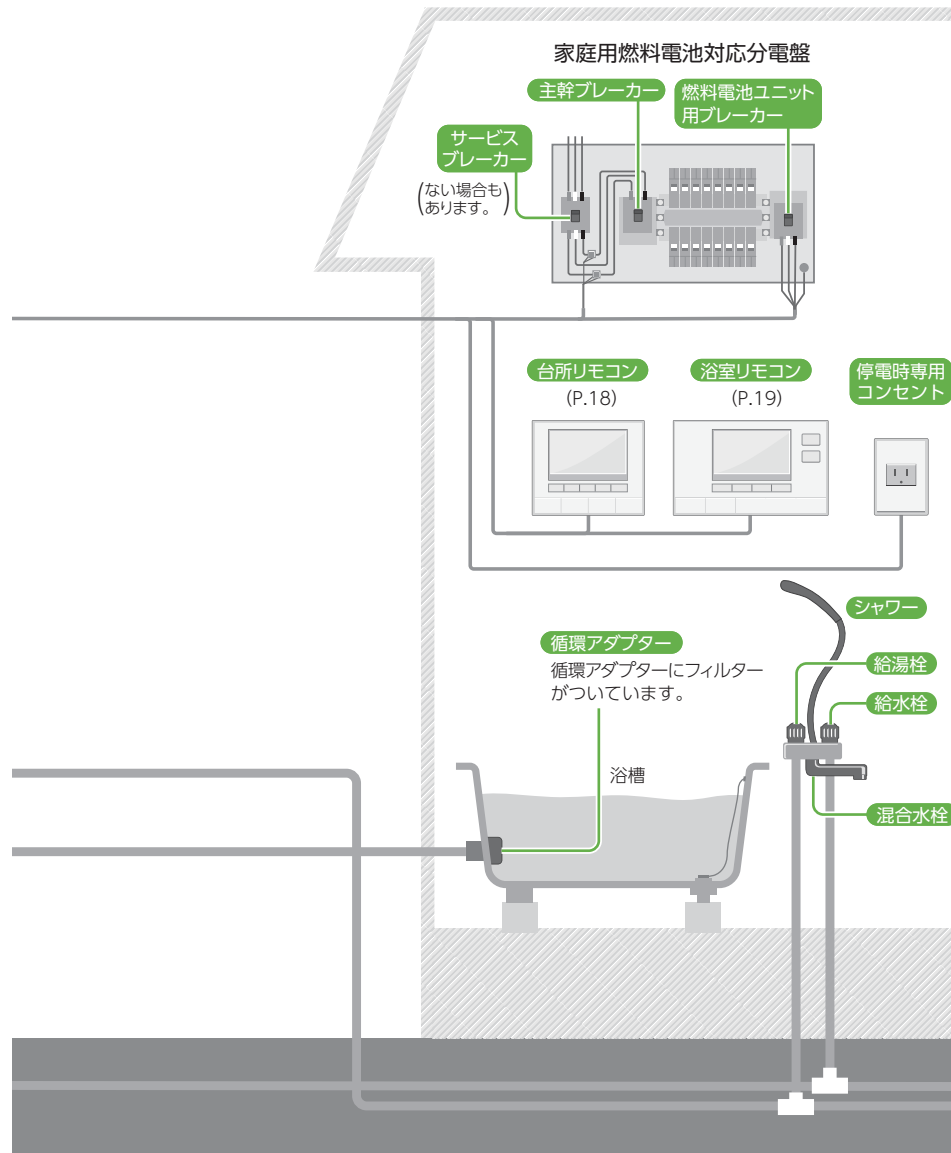 家庭用燃料電池対応分電盤
主幹ブレーカー
燃料電池ユニット
用ブレーカー
サービス
ブレーカー
(ない場合も
あります。)
台所リモコン
(P.18)
浴室リモコン
(P.19)
停電時専用
コンセント
シャワー
循環アダプター
循環アダプターにフィルター
がついています。
給湯栓
給水栓
浴槽
混合水栓